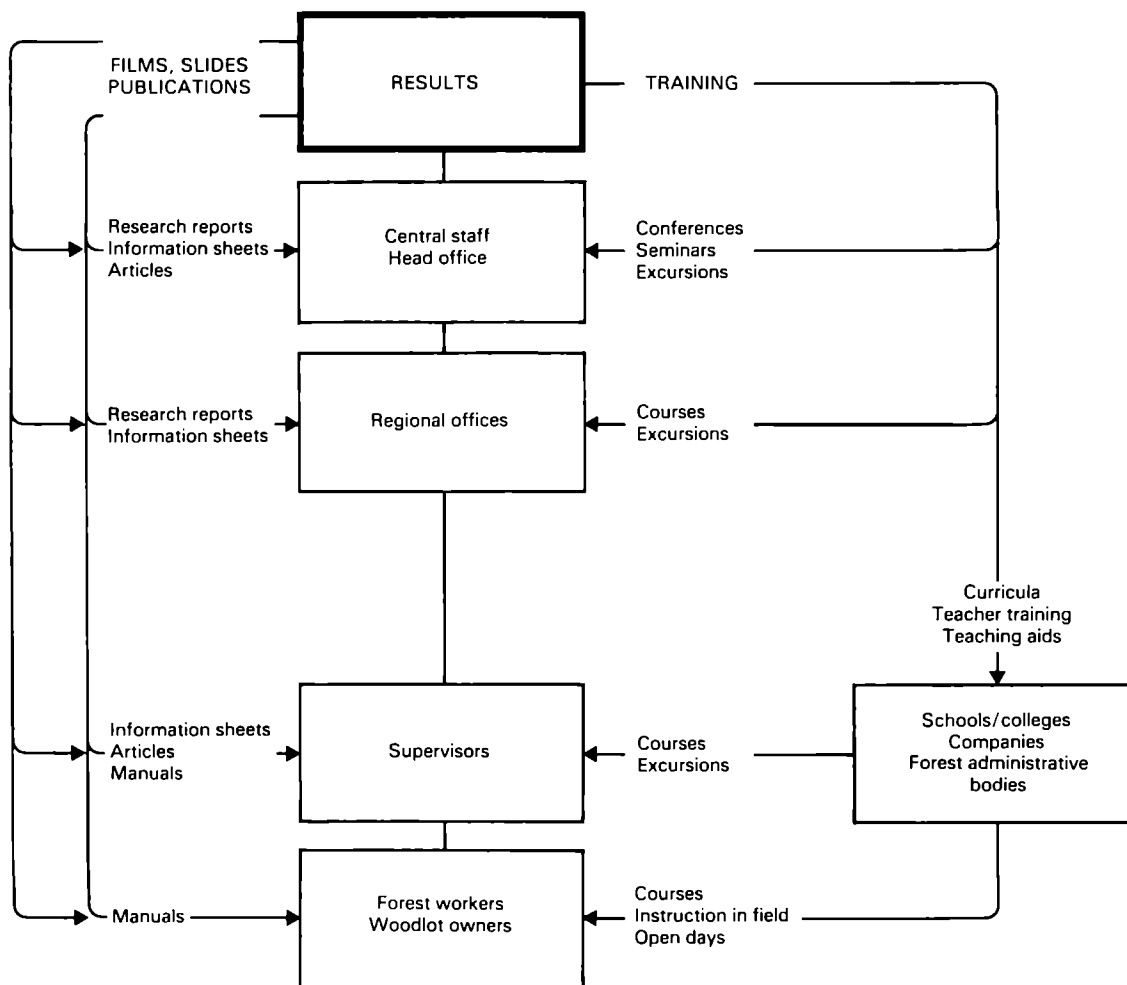 FILMS, SLIDES
PUBLICATIONS
RESULTS
TRAINING
Research reports
Information sheets
Articles
Central staff
Head office
Conferences
Seminars
Excursions
Research reports
Information sheets
Regional offices
Courses
Excursions
Curricula
Teacher training
Teaching aids
Information sheets
Articles
Manuals
Supervisors
Courses
Excursions
Schools/colleges
Companies
Forest administrative
bodies
Manuals
Forest workers
Woodlot owners
Courses
Instruction in field
Open days